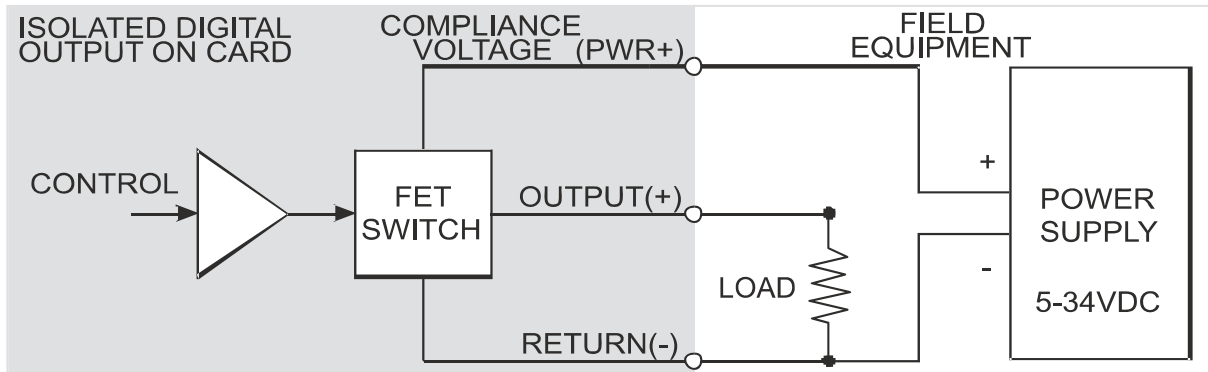 ISOLATED DIGITAL
OUTPUT ON CARD
COMPLIANCE
VOLTAGE (PWR+)
FIELD
EQUIPMENT
CONTROL
FET
SWITCH
OUTPUT(+)
LOAD
RETURN(-)
+
-
POWER
SUPPLY
5-34VDC